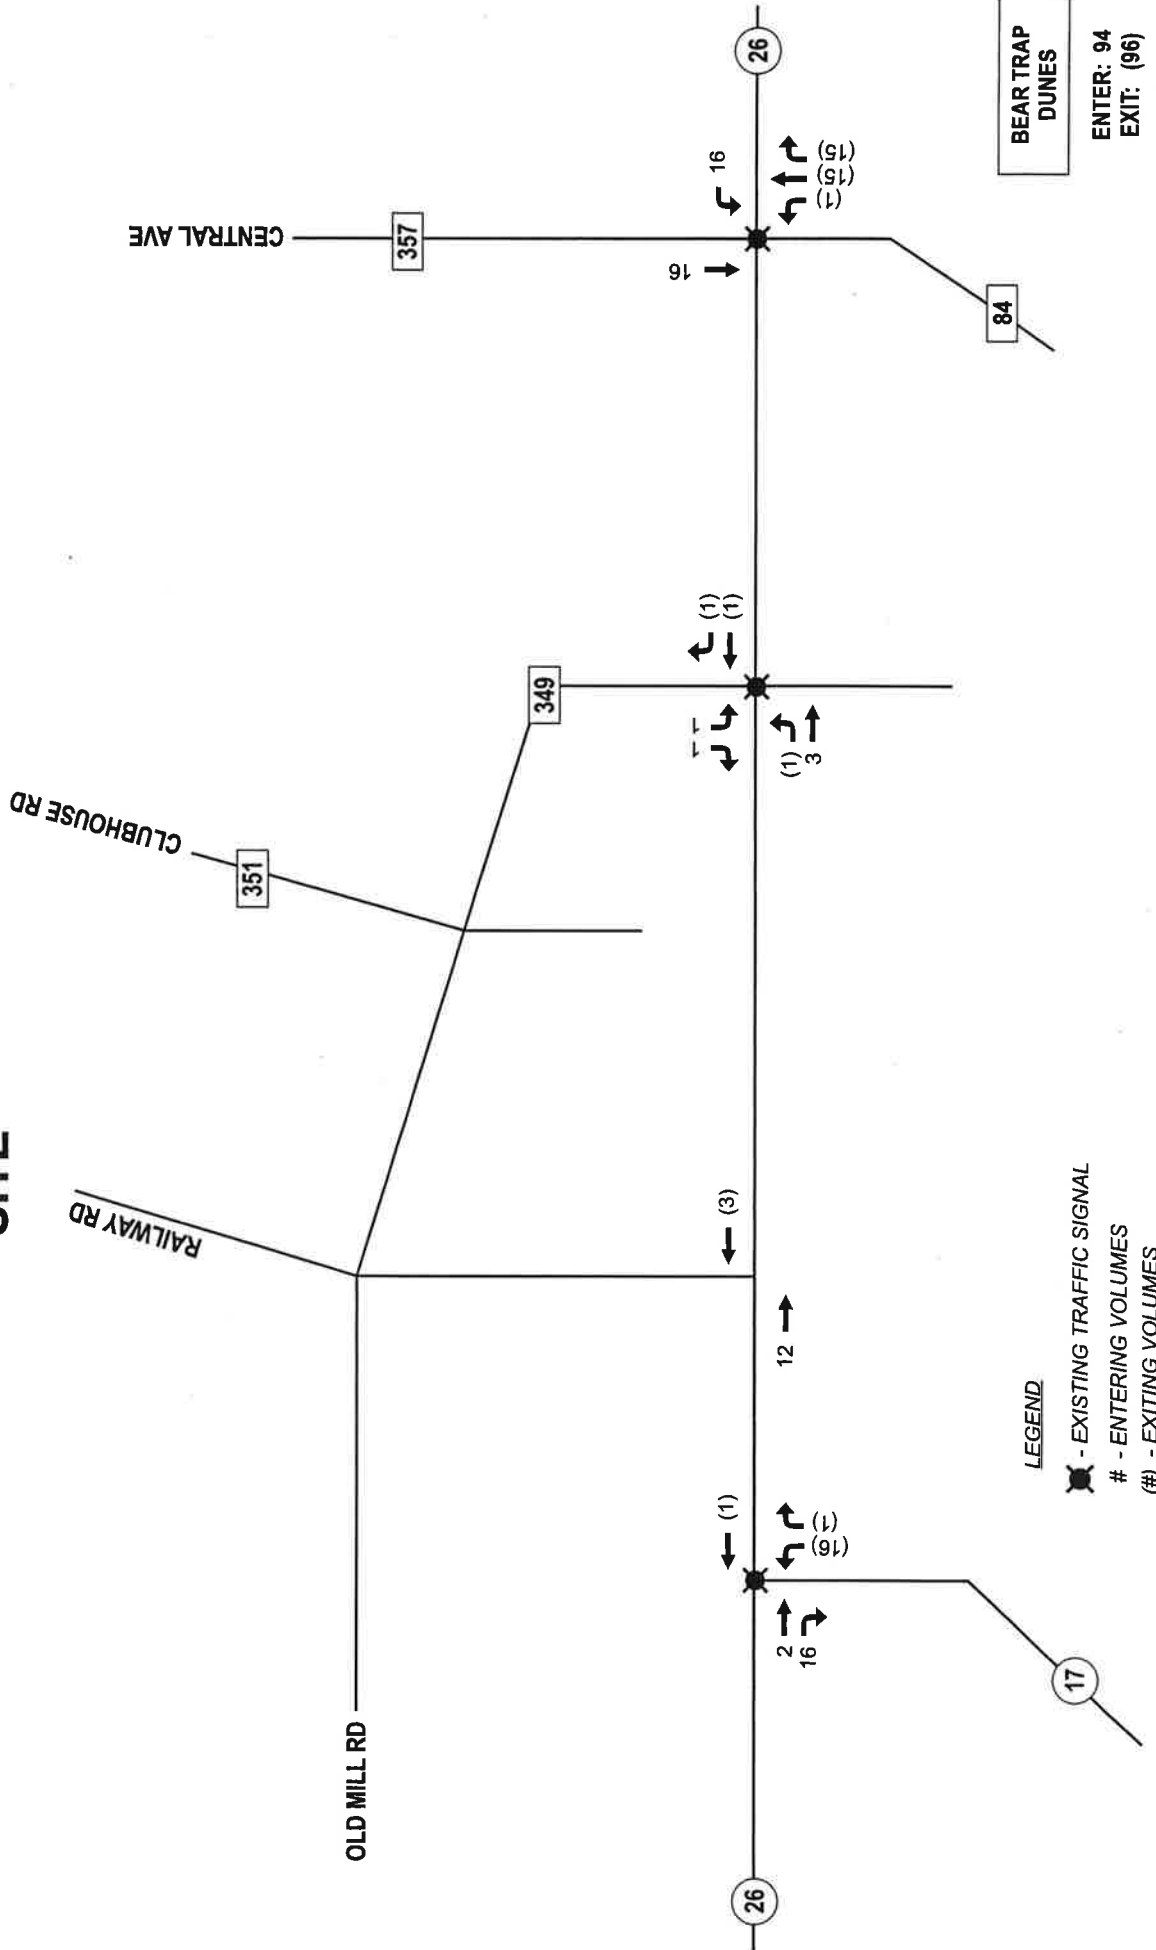 RAILWAY RD
CLUBHOUSE RD
351
CENTRAL AVE
357
OLD MILL RD
349
16
16
1
1
(1)
(1)
(1)
(3)
26
26
2
16
(16)
(1)
12
(1)
3
(1)
(15)
(15)
17
84
LEGEND
- EXISTING TRAFFIC SIGNAL
# - ENTERING VOLUMES
(#) - EXITING VOLUMES
BEAR TRAP
DUNES
ENTER: 94
EXIT: (96)